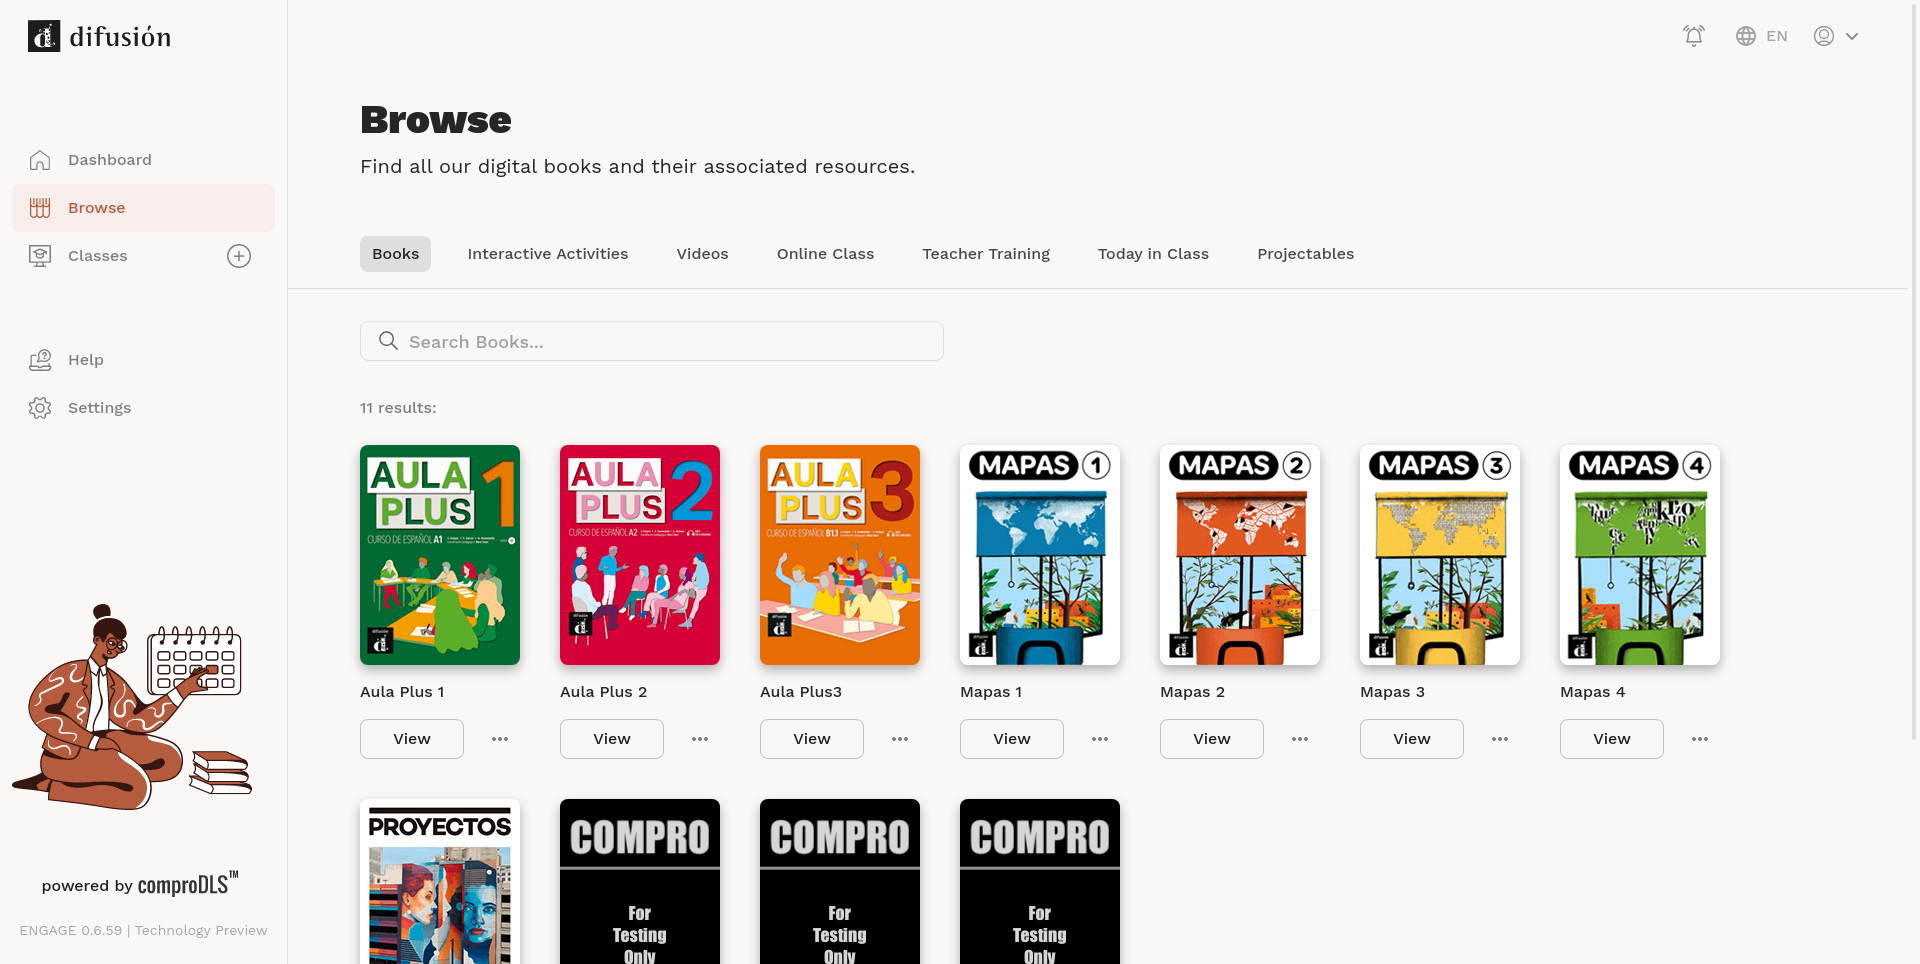 difusión
EN
Dashboard
Browse
Classes
Help
Settings
powered by comproDLS™
ENGAGE 0.6.59 | Technology Preview
Browse
Find all our digital books and their associated resources.
Books
Interactive Activities
Videos
Online Class
Teacher Training
Today in Class
Projectables
Search Books...
11 results:
AULA PLUS 1
CURSO DE ESPAÑOL A1
AULA PLUS 2
CURSO DE ESPAÑOL A2
AULA PLUS 3
CURSO DE ESPAÑOL B1.1
MAPAS 1
MAPAS 2
MAPAS 3
MAPAS 4
Aula Plus 1
Aula Plus 2
Aula Plus3
Mapas 1
Mapas 2
Mapas 3
Mapas 4
View
View
View
View
View
View
View
PROYECTOS
COMPRO
For
Testing
Only
COMPRO
For
Testing
Only
COMPRO
For
Testing
Only